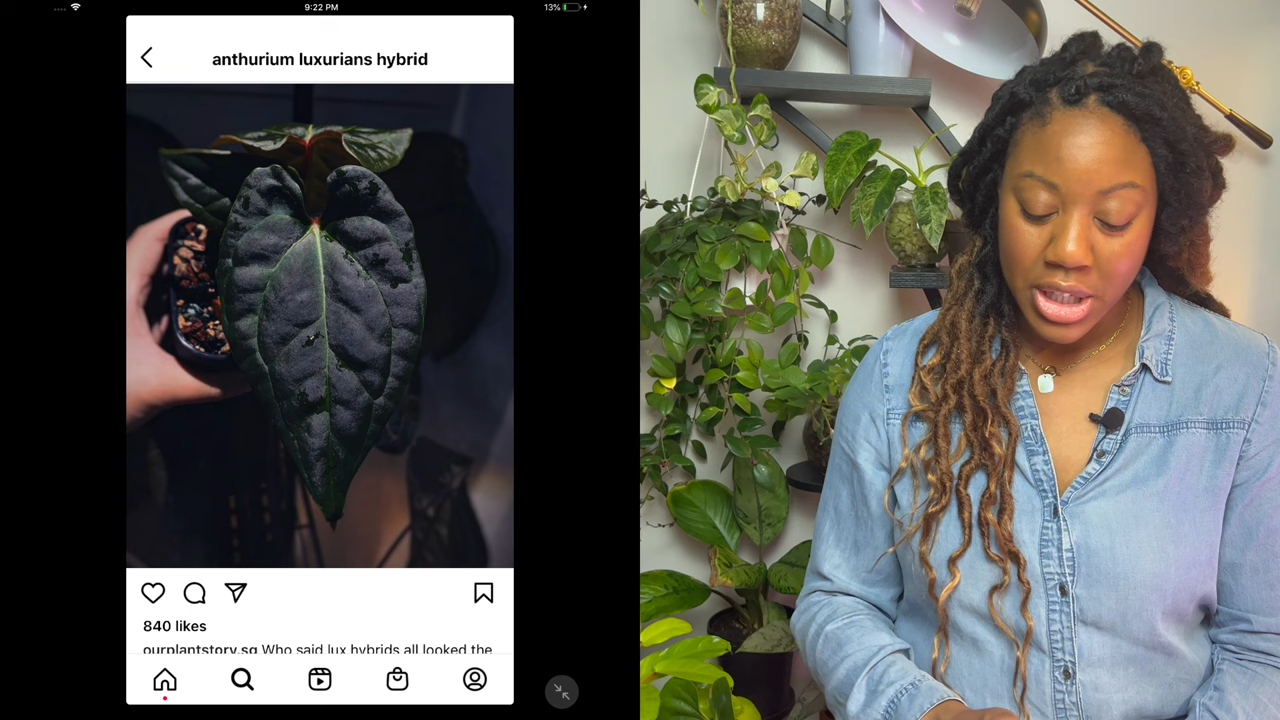 9:22 PM
13%
anthurium luxurians hybrid
840 likes
ourplantstory.sg Who said lux hybrids all looked the